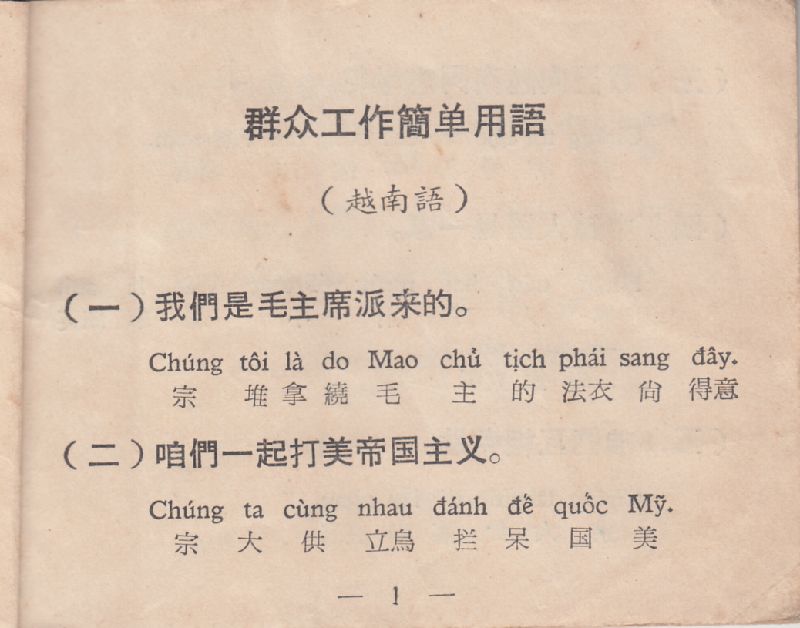 群众工作簡单用語
（越南語）
（一）我們是毛主席派来的。
Chúng tôi là do Mao chủ tịch phái sang đây.
宗 堆拿繞毛 主 的 法衣 尙 得意
（二）咱們一起打美帝国主义。
Chúng ta cùng nhau đánh đế quốc Mỹ.
宗 大 供 立鳥 拦 呆 国 美
— 1 —